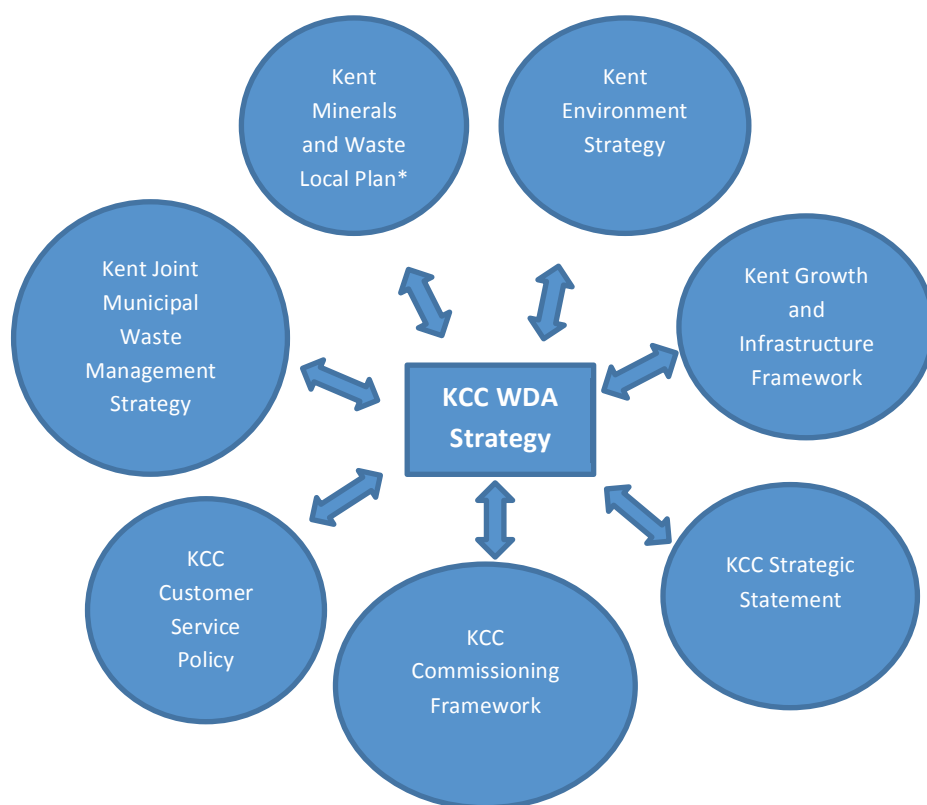 Kent
Minerals
and Waste
Local Plan*
Kent
Environment
Strategy
Kent Joint
Municipal
Waste
Management
Strategy
Kent Growth
and
Infrastructure
Framework
KCC WDA
Strategy
KCC
Customer
Service
Policy
KCC
Commissioning
Framework
KCC Strategic
Statement